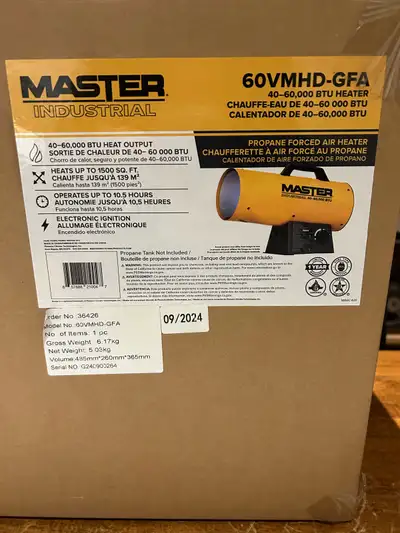 MASTER
INDUSTRIAL
60VMHD-GFA
40–60,000 BTU HEATER
CHAUFFE-EAU DE 40–60 000 BTU
CALENTADOR DE 40–60,000 BTU
40–60,000 BTU HEAT OUTPUT
SORTIE DE CHALEUR DE 40– 60 000 BTU
Chorro de calor, seguro y potente de 40–60,000 BTU
HEATS UP TO 1500 SQ. FT.
CHAUFFE JUSQU'À 139 M²
Calienta hasta 139 m² (1500 pies²)
OPERATES UP TO 10.5 HOURS
AUTONOMIE JUSQU'À 10,5 HEURES
Funciona hasta 10,5 horas
ELECTRONIC IGNITION
ALLUMAGE ÉLECTRONIQUE
Encendido electrónico
PROPANE FORCED AIR HEATER
CHAUFFERETTE À AIR FORCÉ AU PROPANE
CALENTADOR DE AIRE FORZADO DE PROPANO
MASTER
Propane Tank Not Included /
Bouteille de propane non incluse / Tanque de propano no incluido
Order No :36426
Model No.:60VMHD-GFA
No. of Items: 1 pc
Gross Weight : 6.17kg
Net Weight: 5.03kg
Volume:485mm*260mm*365mm
Serial NO.:G240900264
09/2024